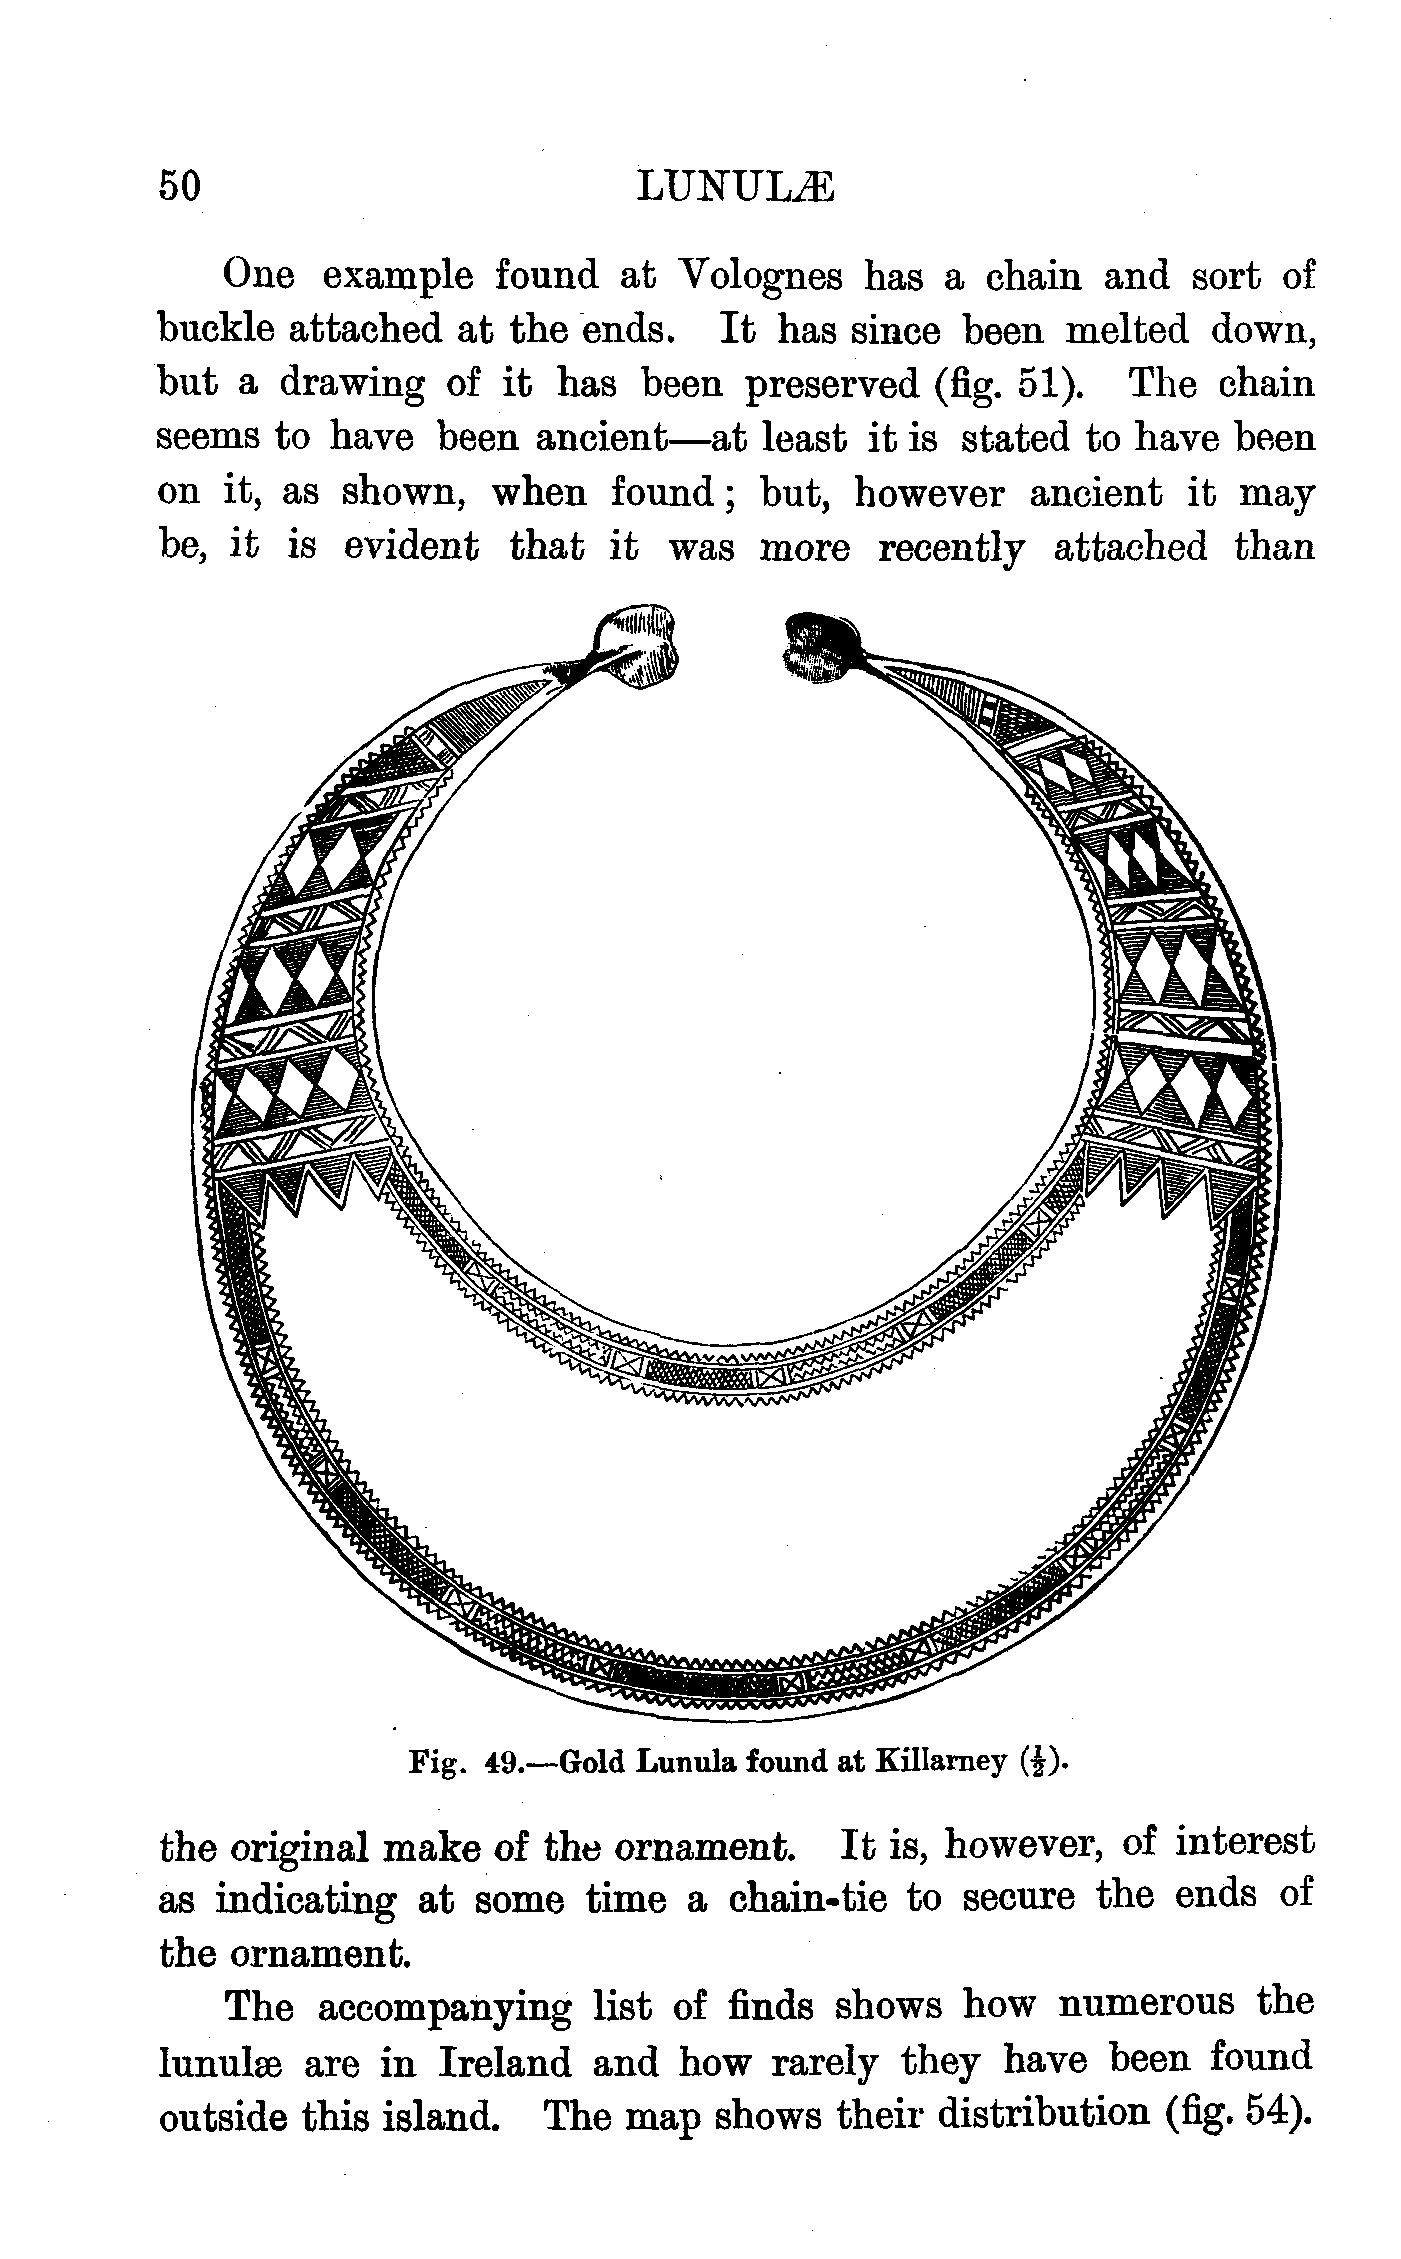 50 LUNULÆ
One example found at Volognes has a chain and sort of
buckle attached at the ends. It has since been melted down,
but a drawing of it has been preserved (fig. 51). The chain
seems to have been ancient—at least it is stated to have been
on it, as shown, when found; but, however ancient it may
be, it is evident that it was more recently attached than
Fig. 49.—Gold Lunula found at Killarney (½).
the original make of the ornament. It is, however, of interest
as indicating at some time a chain-tie to secure the ends of
the ornament.
The accompanying list of finds shows how numerous the
lunulæ are in Ireland and how rarely they have been found
outside this island. The map shows their distribution (fig. 54).